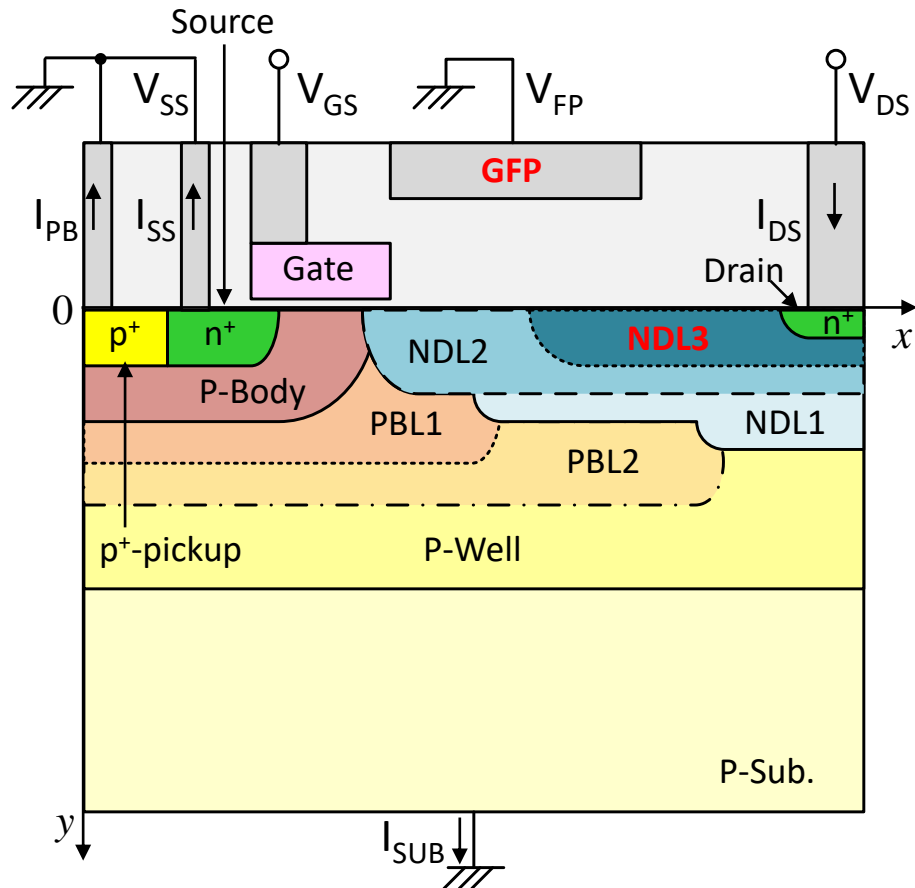 Source
V_SS
V_GS
V_FP
V_DS
GFP
I_PB
I_SS
I_DS
Gate
Drain
0
p⁺
n⁺
NDL2
NDL3
n⁺
x
P-Body
PBL1
NDL1
PBL2
p⁺-pickup
P-Well
P-Sub.
y
I_SUB